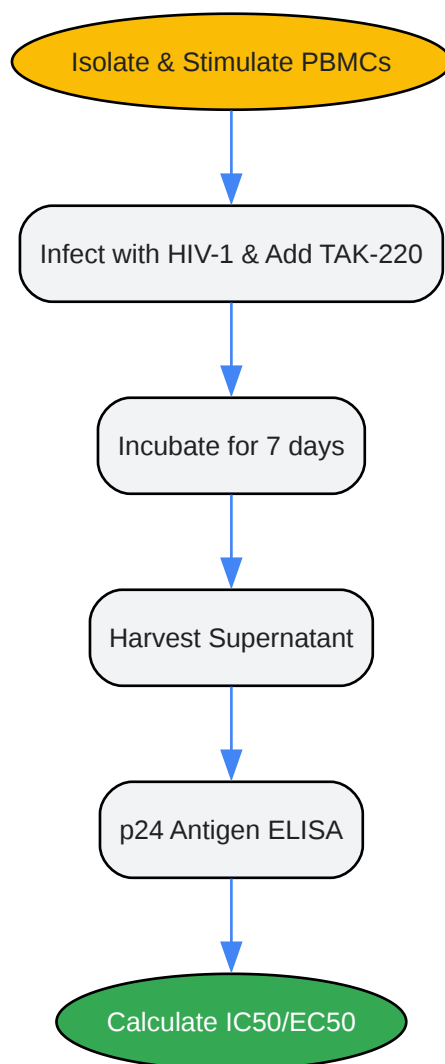 Isolate & Stimulate PBMCs
Infect with HIV-1 & Add TAK-220
Incubate for 7 days
Harvest Supernatant
p24 Antigen ELISA
Calculate IC50/EC50